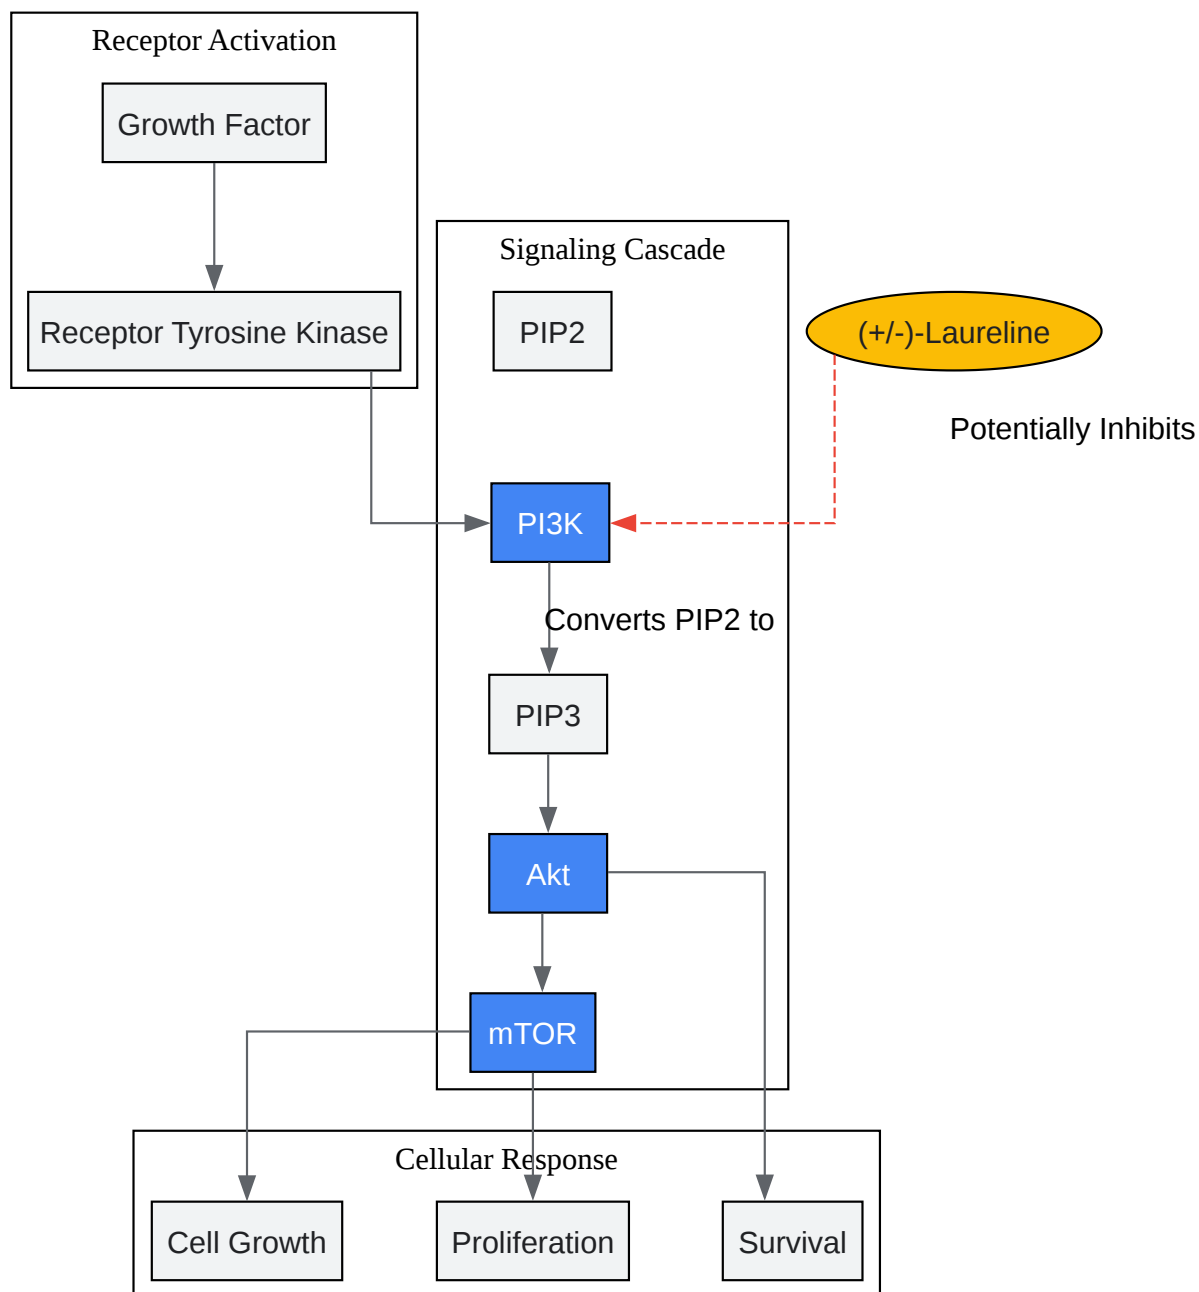 Receptor Activation
Growth Factor
Receptor Tyrosine Kinase
Signaling Cascade
PIP2
(+/-)-Laureline
Potentially Inhibits
PI3K
Converts PIP2 to
PIP3
Akt
mTOR
Cellular Response
Cell Growth
Proliferation
Survival